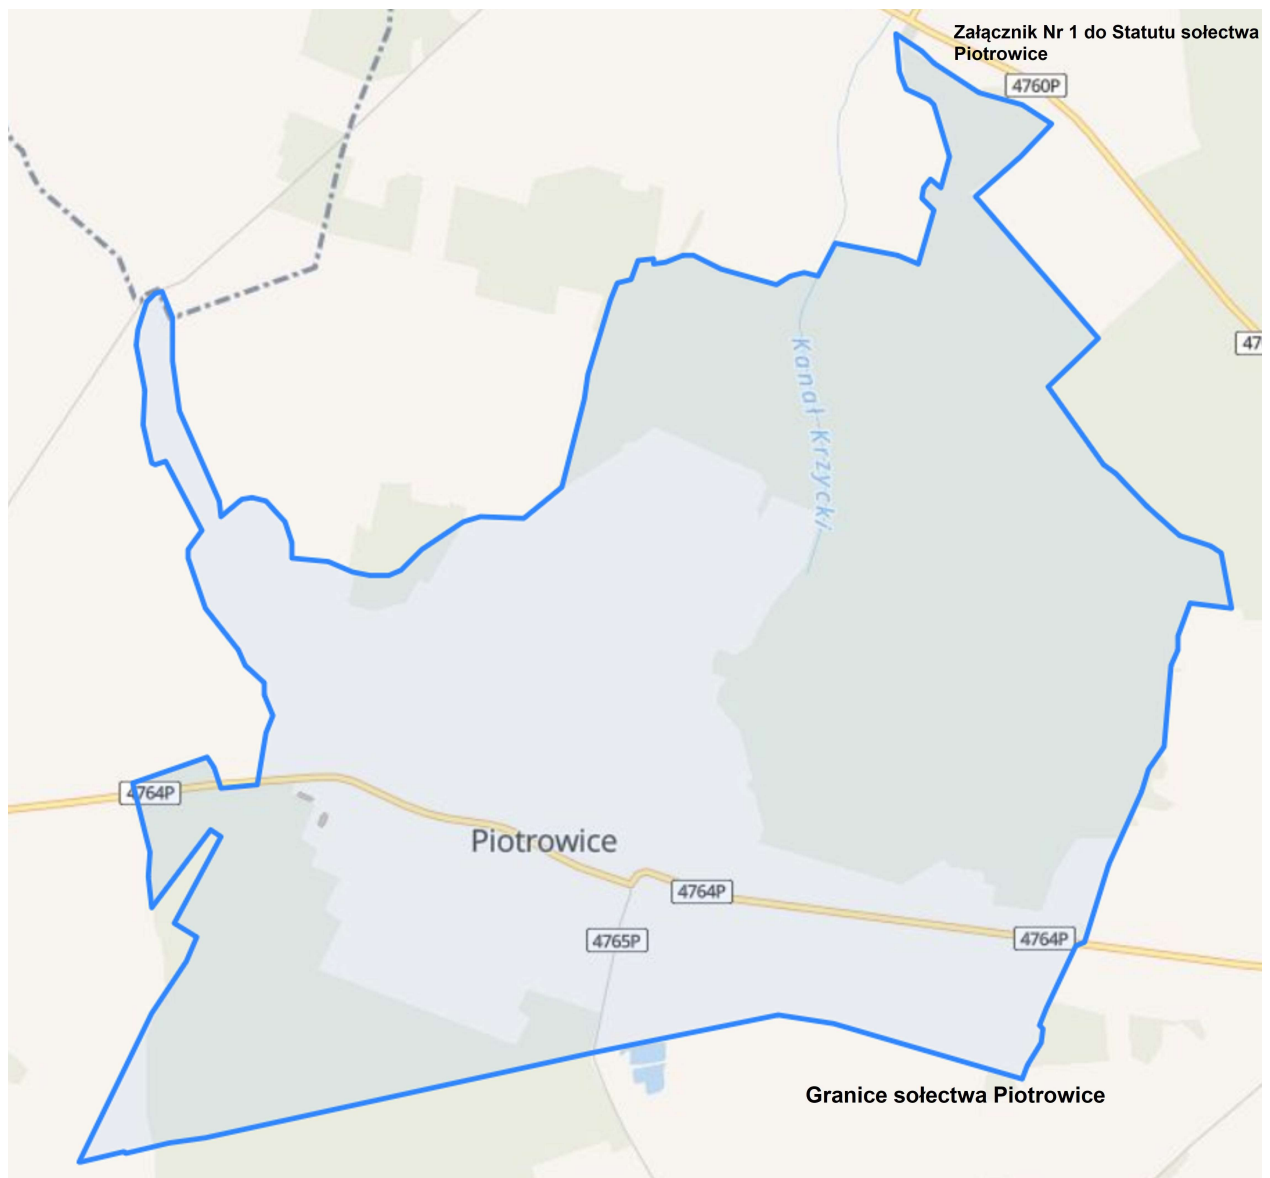 Załącznik Nr 1 do Statutu sołectwa
Piotrowice
4760P
Kanał Krzycki
4764P
Piotrowice
4764P
4765P
4764P
Granice sołectwa Piotrowice